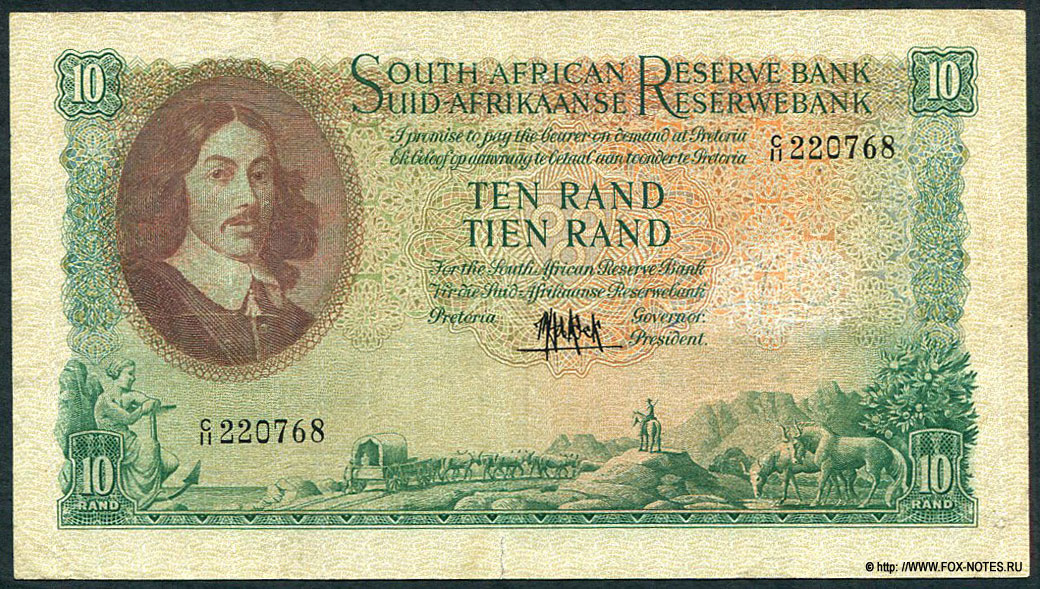 10
10
SOUTH AFRICAN RESERVE BANK
SUID-AFRIKAANSE RESERWEBANK
I promise to pay the bearer on demand at Pretoria
Ek beloof op aanvraag te betaal aan toonder te Pretoria
C/11 220768
TEN RAND
TIEN RAND
For the South African Reserve Bank
Vir die Suid-Afrikaanse Reserwebank
Pretoria Governor.
President.
C/11 220768
10
RAND
10
RAND
© http: //WWW.FOX-NOTES.RU